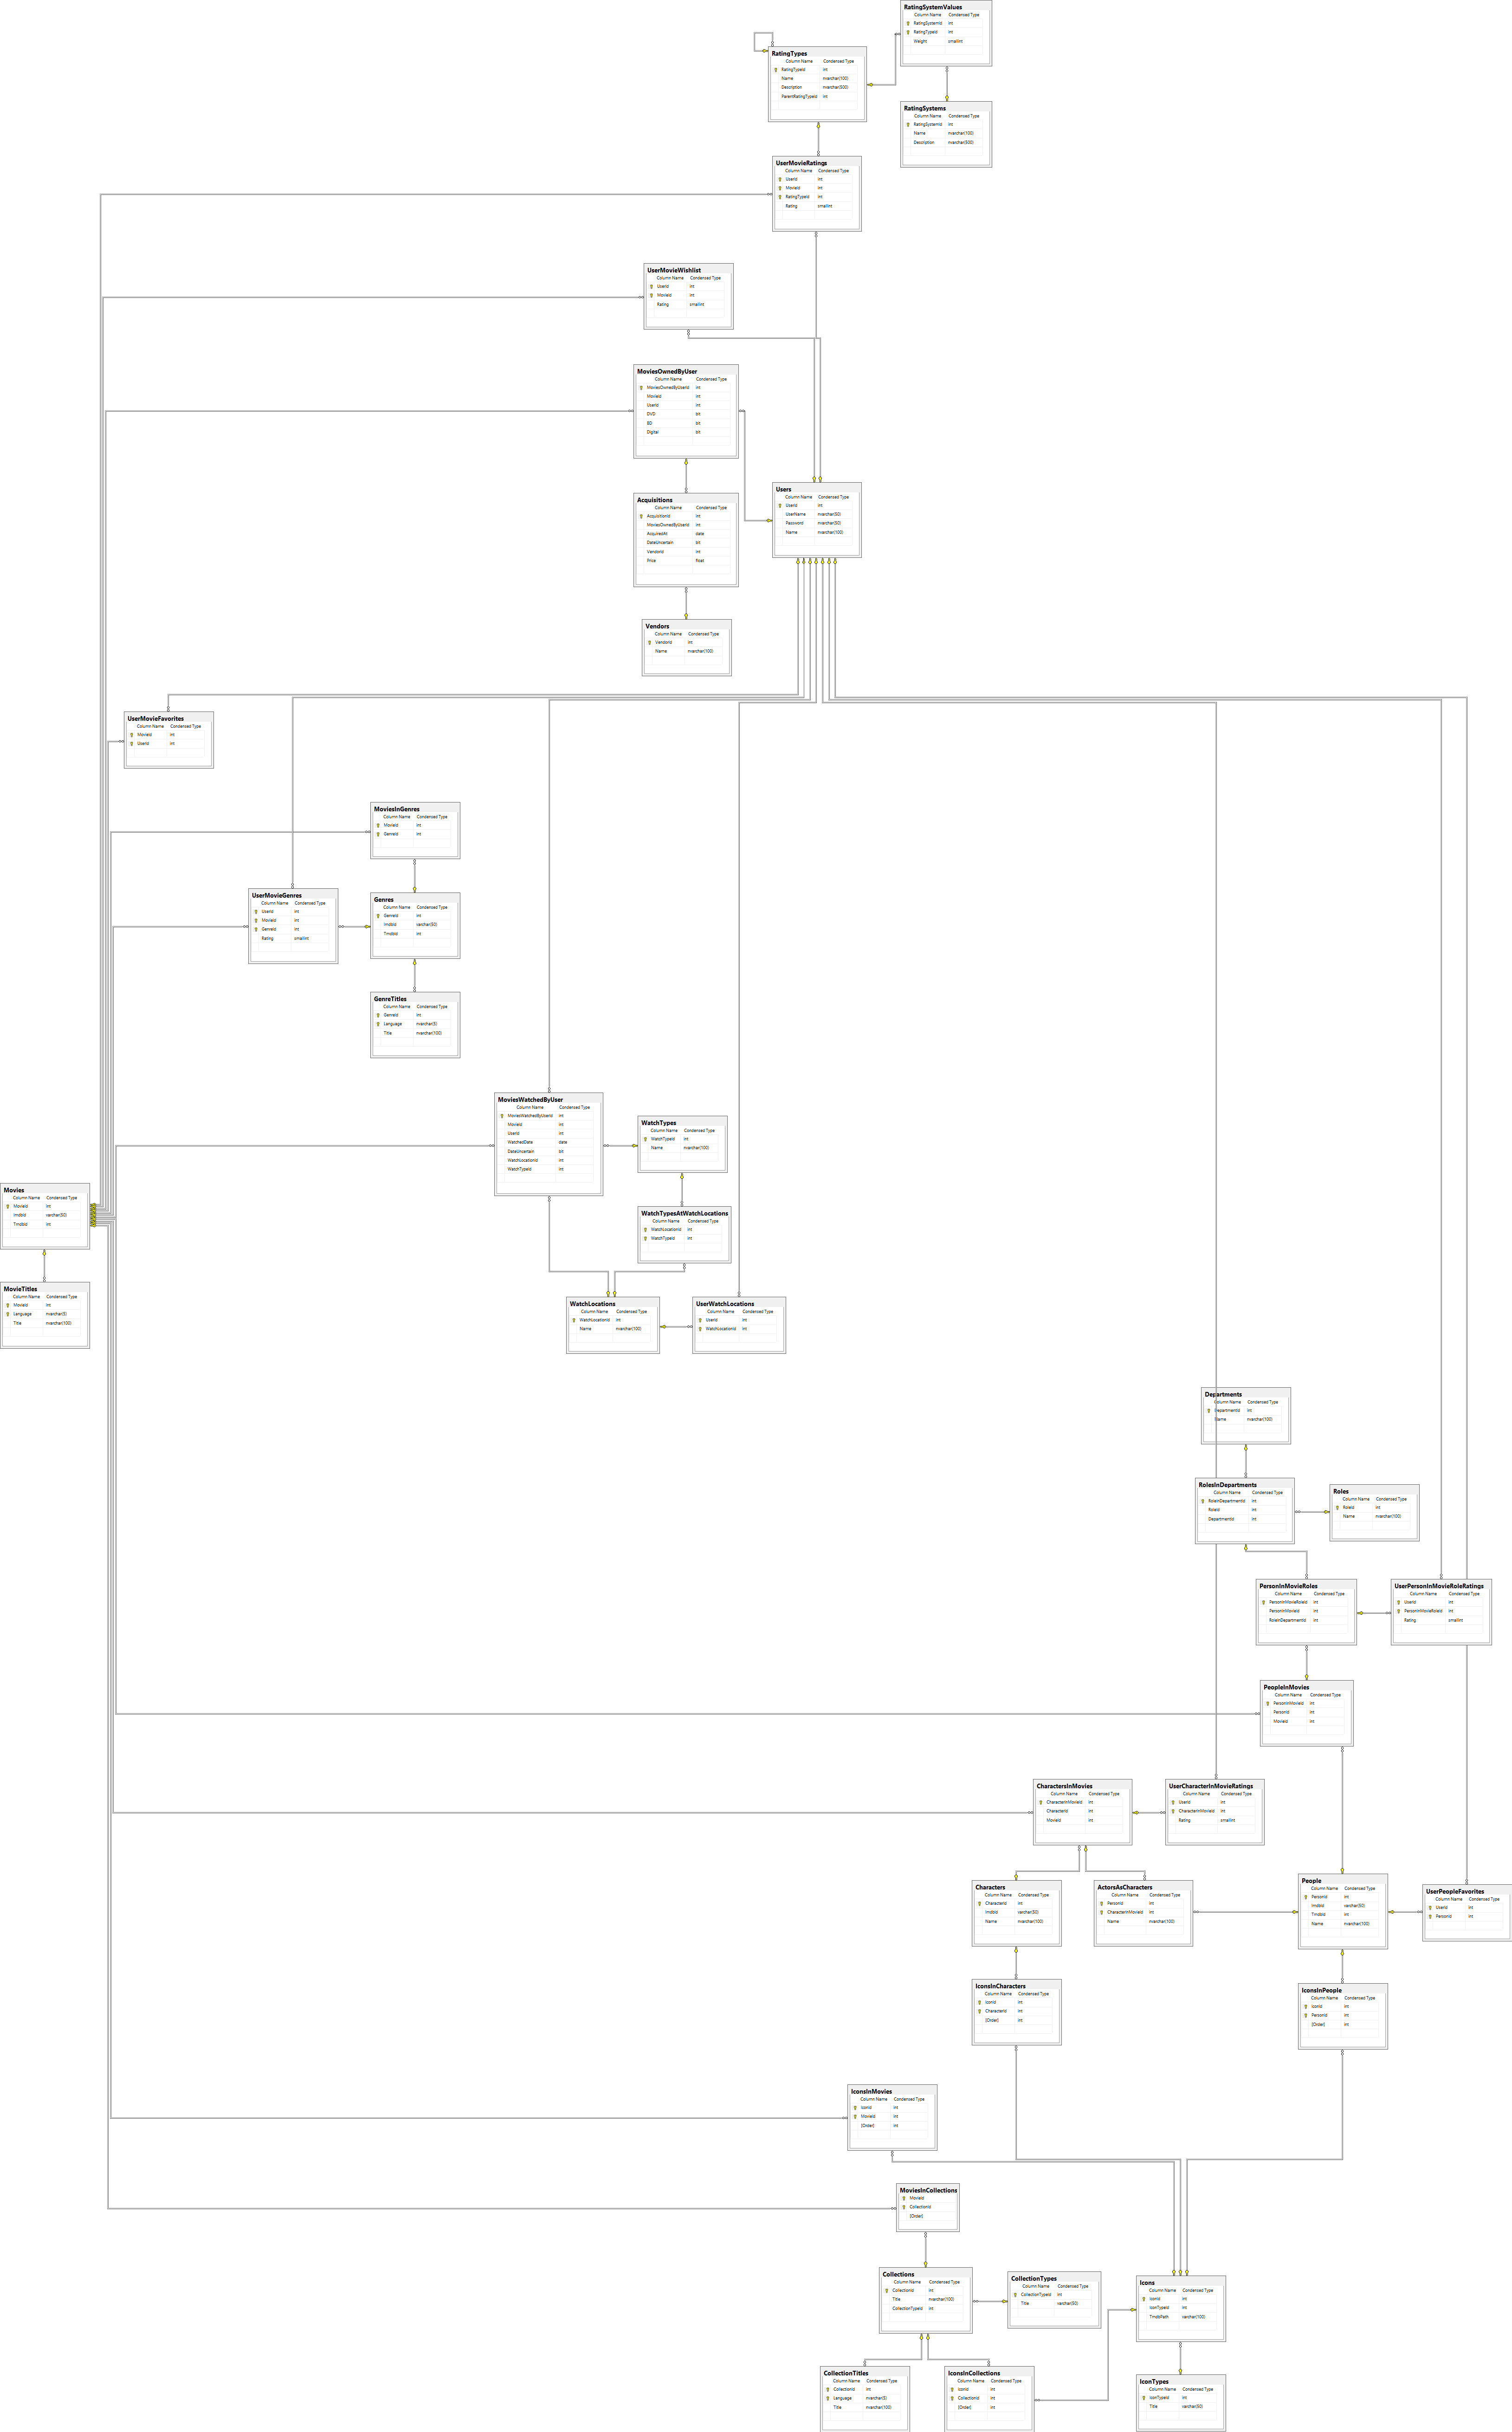 RatingSystemValues
Column Name Condensed Type
RatingSystemId int
RatingTypeId int
Weight smallint
RatingTypes
Column Name Condensed Type
RatingTypeId int
Name nvarchar(100)
Description nvarchar(500)
ParentRatingTypeId int
RatingSystems
Column Name Condensed Type
RatingSystemId int
Name nvarchar(100)
Description nvarchar(500)
UserMovieRatings
Column Name Condensed Type
UserId int
MovieId int
RatingTypeId int
Rating smallint
UserMovieWishlist
Column Name Condensed Type
UserId int
MovieId int
Rating smallint
MoviesOwnedByUser
Column Name Condensed Type
MoviesOwnedByUserId int
MovieId int
UserId int
DVD bit
BD bit
Digital bit
Users
Column Name Condensed Type
UserId int
UserName nvarchar(50)
Password nvarchar(50)
Name nvarchar(100)
Acquisitions
Column Name Condensed Type
AcquisitionId int
MoviesOwnedByUserId int
AcquiredAt date
DateUncertain bit
VendorId int
Price float
Vendors
Column Name Condensed Type
VendorId int
Name nvarchar(100)
UserMovieFavorites
Column Name Condensed Type
MovieId int
UserId int
MoviesInGenres
Column Name Condensed Type
MovieId int
GenreId int
UserMovieGenres
Column Name Condensed Type
UserId int
MovieId int
GenreId int
Rating smallint
Genres
Column Name Condensed Type
GenreId int
ImdbId varchar(50)
TmdbId int
GenreTitles
Column Name Condensed Type
GenreId int
Language nvarchar(5)
Title nvarchar(100)
MoviesWatchedByUser
Column Name Condensed Type
MoviesWatchedByUserId int
MovieId int
UserId int
WatchedDate date
DateUncertain bit
WatchLocationId int
WatchTypeId int
WatchTypes
Column Name Condensed Type
WatchTypeId int
Name nvarchar(100)
Movies
Column Name Condensed Type
MovieId int
ImdbId varchar(50)
TmdbId int
WatchTypesAtWatchLocations
Column Name Condensed Type
WatchLocationId int
WatchTypeId int
MovieTitles
Column Name Condensed Type
MovieId int
Language nvarchar(5)
Title nvarchar(100)
WatchLocations
Column Name Condensed Type
WatchLocationId int
Name nvarchar(100)
UserWatchLocations
Column Name Condensed Type
UserId int
WatchLocationId int
Departments
Column Name Condensed Type
DepartmentId int
Name nvarchar(100)
RolesInDepartments
Column Name Condensed Type
RoleInDepartmentId int
RoleId int
DepartmentId int
Roles
Column Name Condensed Type
RoleId int
Name nvarchar(100)
PersonInMovieRoles
Column Name Condensed Type
PersonInMovieRoleId int
PersonInMovieId int
RoleInDepartmentId int
UserPersonInMovieRoleRatings
Column Name Condensed Type
UserId int
PersonInMovieRoleId int
Rating smallint
PeopleInMovies
Column Name Condensed Type
PersonInMovieId int
PersonId int
MovieId int
CharactersInMovies
Column Name Condensed Type
CharacterInMovieId int
CharacterId int
MovieId int
UserCharacterInMovieRatings
Column Name Condensed Type
UserId int
CharacterInMovieId int
Rating smallint
Characters
Column Name Condensed Type
CharacterId int
ImdbId varchar(50)
Name nvarchar(100)
ActorsAsCharacters
Column Name Condensed Type
PersonId int
CharacterInMovieId int
Name nvarchar(100)
People
Column Name Condensed Type
PersonId int
ImdbId varchar(50)
TmdbId int
Name nvarchar(100)
UserPeopleFavorites
Column Name Condensed Type
UserId int
PersonId int
IconsInCharacters
Column Name Condensed Type
IconId int
CharacterId int
[Order] int
IconsInPeople
Column Name Condensed Type
IconId int
PersonId int
[Order] int
IconsInMovies
Column Name Condensed Type
IconId int
MovieId int
[Order] int
MoviesInCollections
MovieId
CollectionId
[Order]
Collections
Column Name Condensed Type
CollectionId int
Title nvarchar(100)
CollectionTypeId int
CollectionTypes
Column Name Condensed Type
CollectionTypeId int
Title varchar(50)
Icons
Column Name Condensed Type
IconId int
IconTypeId int
TmdbPath varchar(100)
CollectionTitles
Column Name Condensed Type
CollectionId int
Language nvarchar(5)
Title nvarchar(100)
IconsInCollections
Column Name Condensed Type
IconId int
CollectionId int
[Order] int
IconTypes
Column Name Condensed Type
IconTypeId int
Title varchar(50)